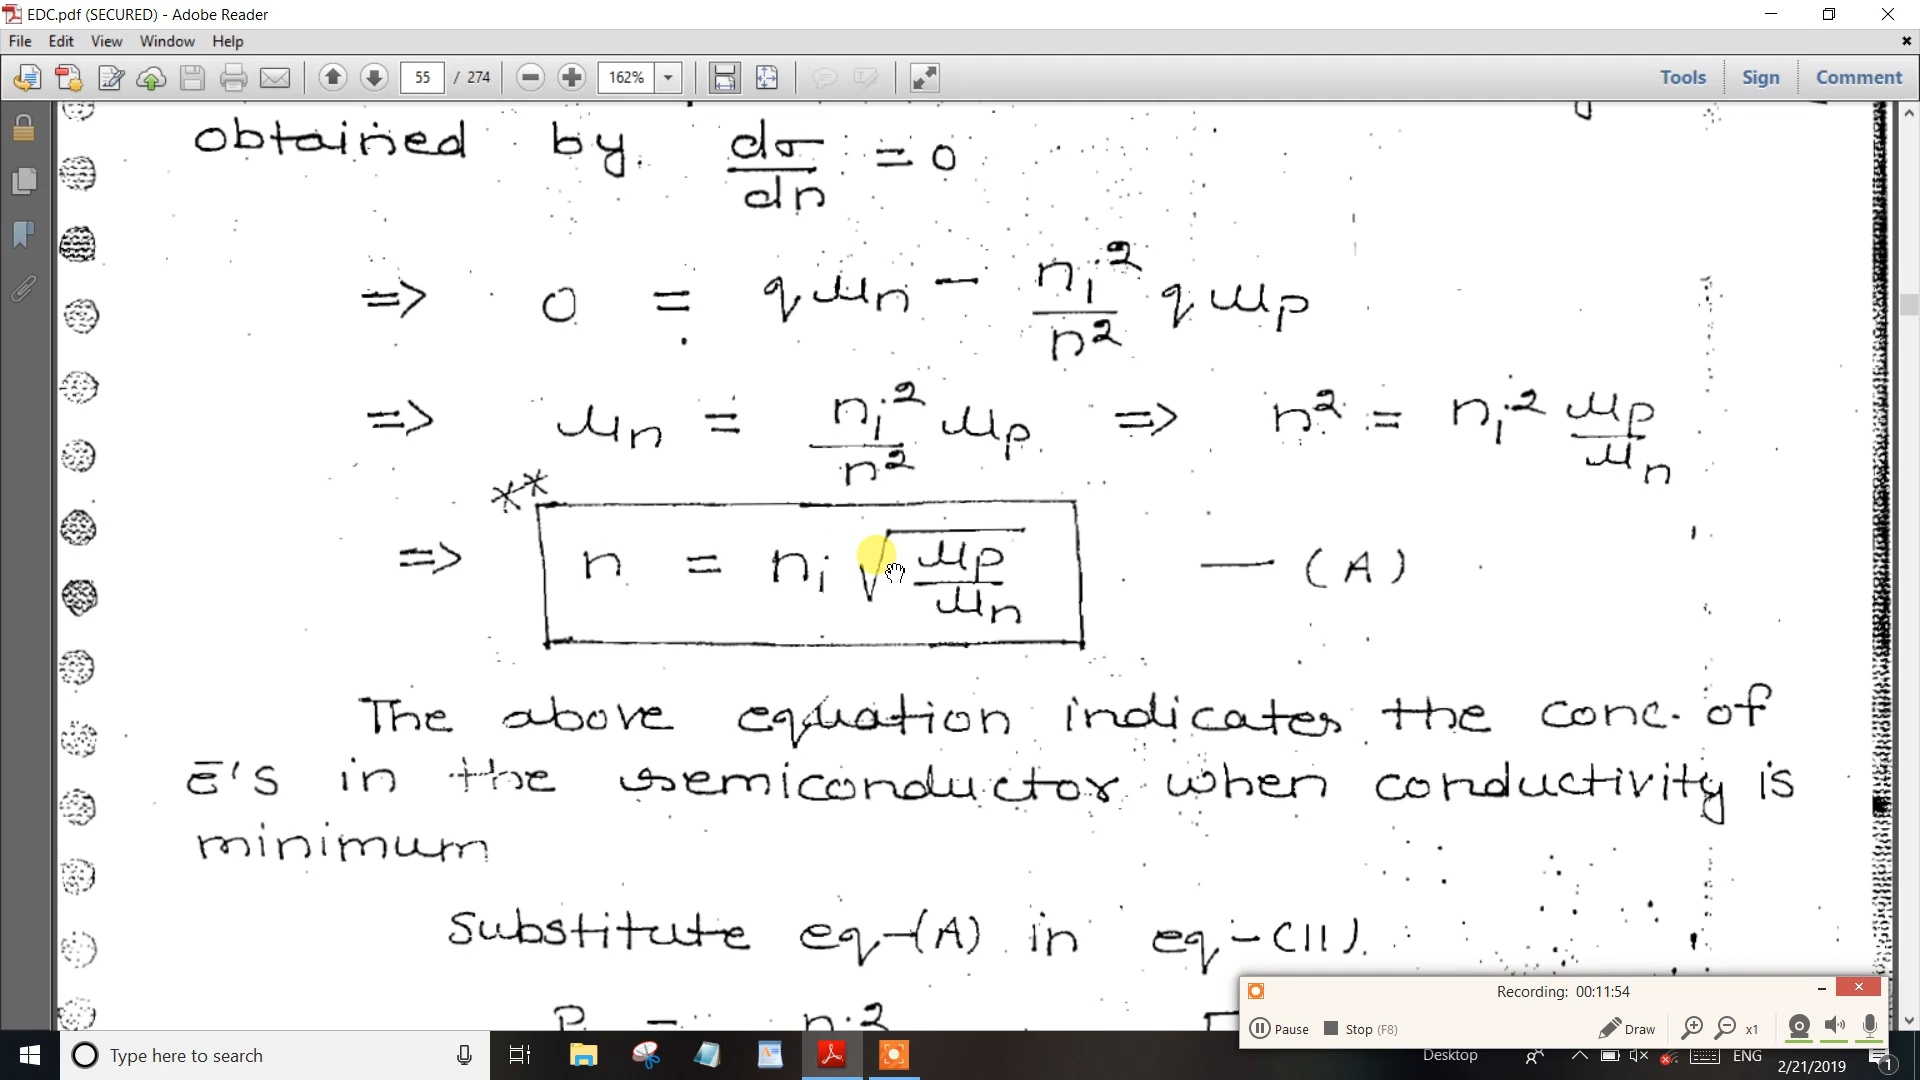 EDC.pdf (SECURED) - Adobe Reader
File Edit View Window Help
55 / 274 162% Tools Sign Comment
obtained by. dσ/dn = 0
=> 0 = qμn - ni²/n² qμp
=> μn = ni²/n² μp => n² = ni² μp/μn
**
=> n = ni √μp/μn — (A)
The above equation indicates the conc. of
ē's in the semiconductor when conductivity is
minimum
Substitute eq-(A) in eq-(II).
Recording: 00:11:54
Pause Stop (F8) Draw x1
Type here to search
Desktop ENG
2/21/2019 1